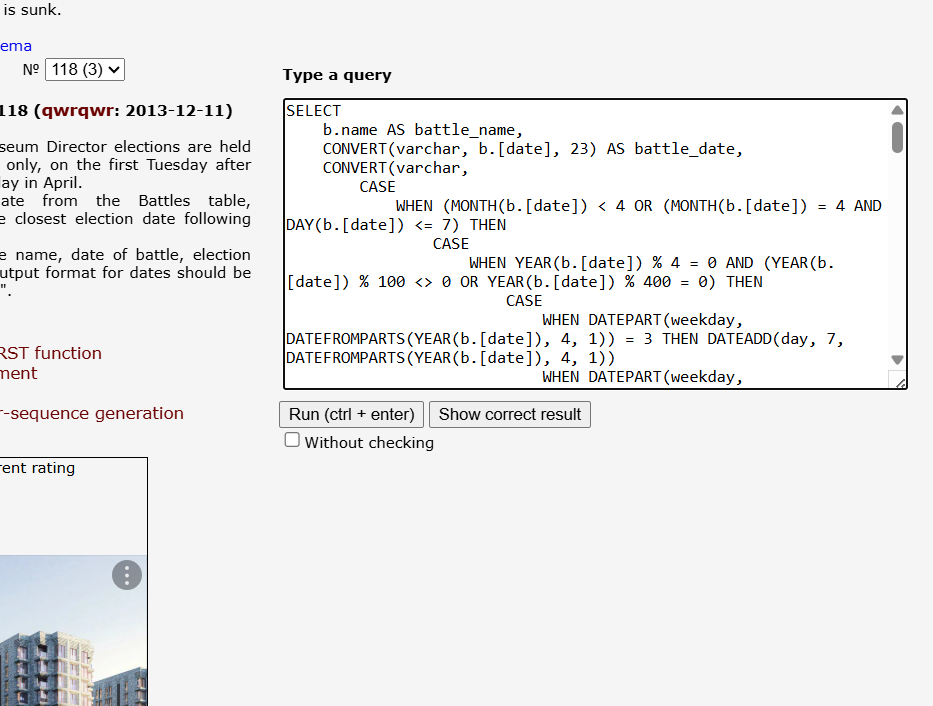 is sunk.
ema
№ 118 (3)
118 (qwrqwr: 2013-12-11)
seum Director elections are held
only, on the first Tuesday after
ay in April.
ate from the Battles table,
e closest election date following
e name, date of battle, election
utput format for dates should be
".
RST function
ment
r-sequence generation
rent rating
Type a query
SELECT
b.name AS battle_name,
CONVERT(varchar, b.[date], 23) AS battle_date,
CONVERT(varchar,
CASE
WHEN (MONTH(b.[date]) < 4 OR (MONTH(b.[date]) = 4 AND
DAY(b.[date]) <= 7) THEN
CASE
WHEN YEAR(b.[date]) % 4 = 0 AND (YEAR(b.
[date]) % 100 <> 0 OR YEAR(b.[date]) % 400 = 0) THEN
CASE
WHEN DATEPART(weekday,
DATEFROMPARTS(YEAR(b.[date]), 4, 1)) = 3 THEN DATEADD(day, 7,
DATEFROMPARTS(YEAR(b.[date]), 4, 1))
WHEN DATEPART(weekday,
Run (ctrl + enter)
Show correct result
Without checking